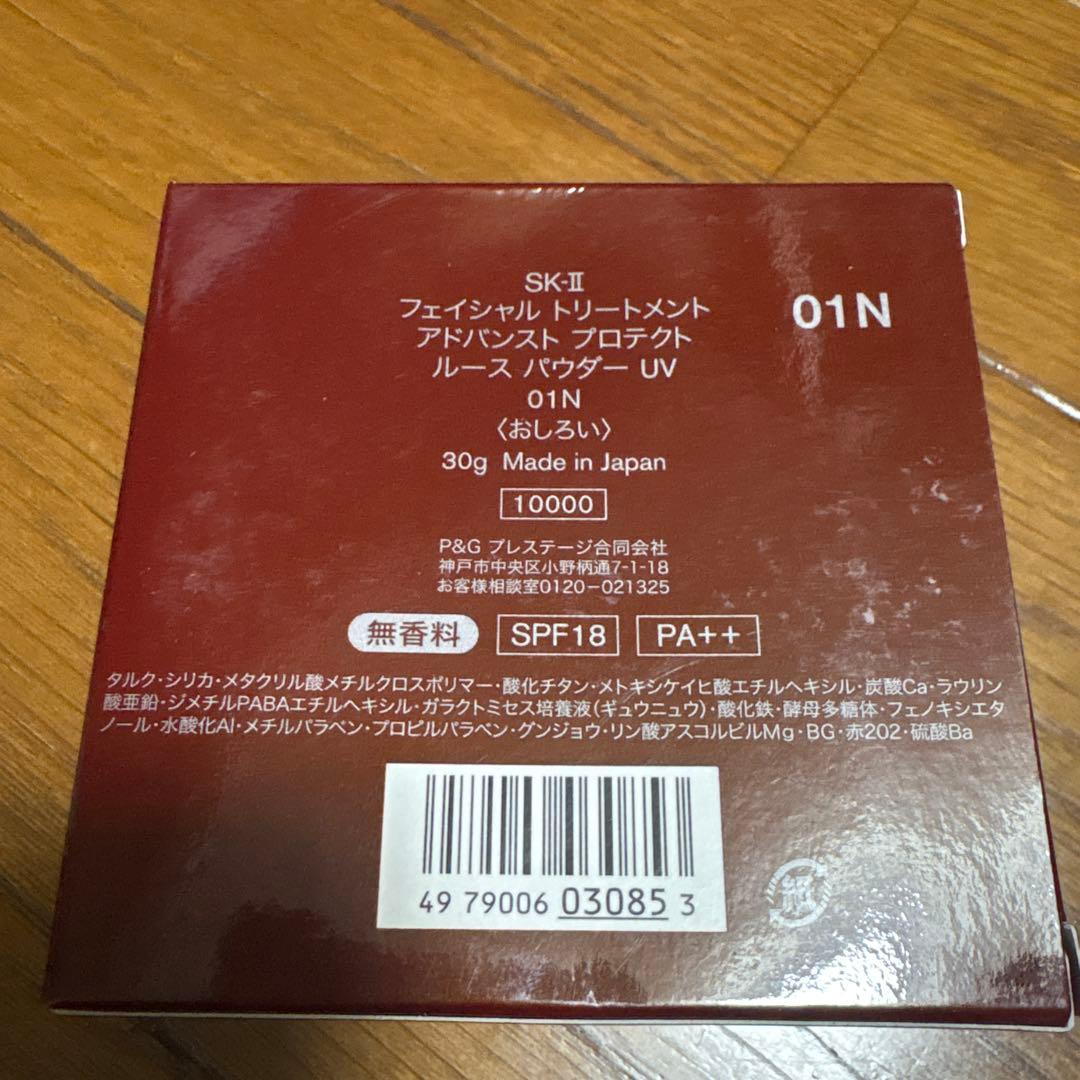 SK-Ⅱ
フェイシャル トリートメント
アドバンスト プロテクト
ルース パウダー UV
01N
01N
〈おしろい〉
30g Made in Japan
10000
P&G プレステージ合同会社
神戸市中央区小野柄通7-1-18
お客様相談室0120-021325
無香料 SPF18 PA++
タルク・シリカ・メタクリル酸メチルクロスポリマー・酸化チタン・メトキシケイヒ酸エチルヘキシル・炭酸Ca・ラウリン
酸亜鉛・ジメチルPABAエチルヘキシル・ガラクトミセス培養液(ギュウニュウ)・酸化鉄・酵母多糖体・フェノキシエタ
ノール・水酸化Al・メチルパラベン・プロピルパラベン・グンジョウ・リン酸アスコルビルMg・BG・赤202・硫酸Ba
49 79006 03085 3
紙